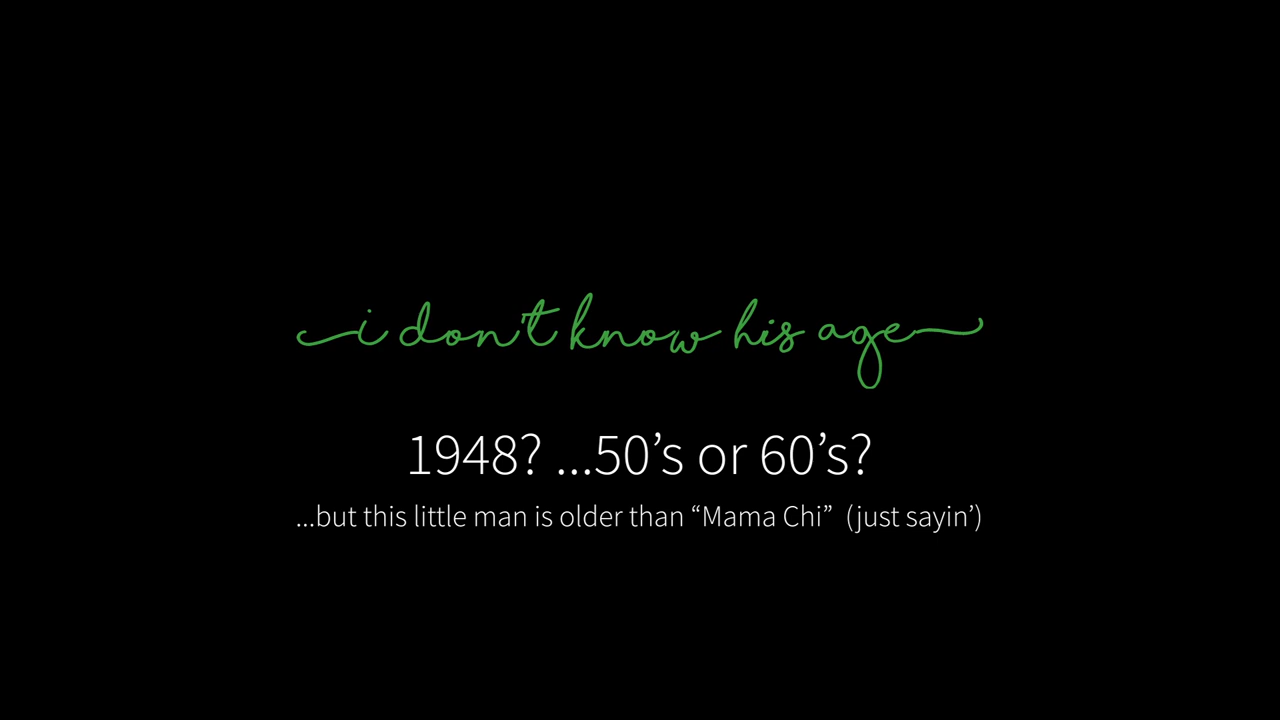 i don't know his age
1948? ...50’s or 60’s?
...but this little man is older than “Mama Chi” (just sayin’)